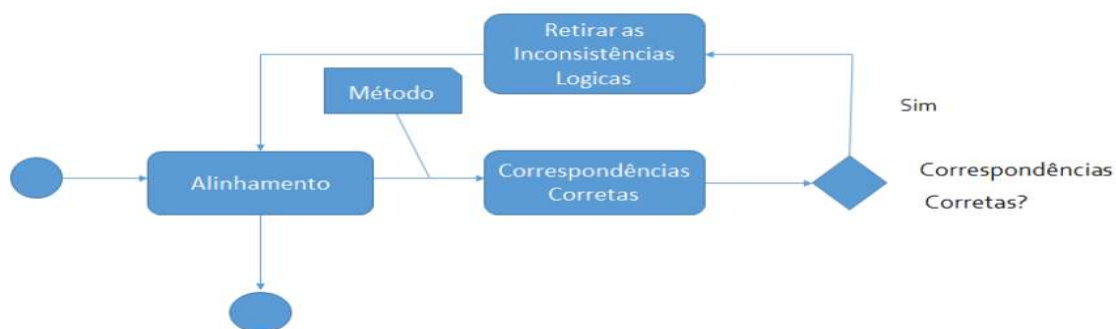 Retirar as
Inconsistências
Logicas
Método
Sim
Alinhamento
Correspondências
Corretas
Correspondências
Corretas?